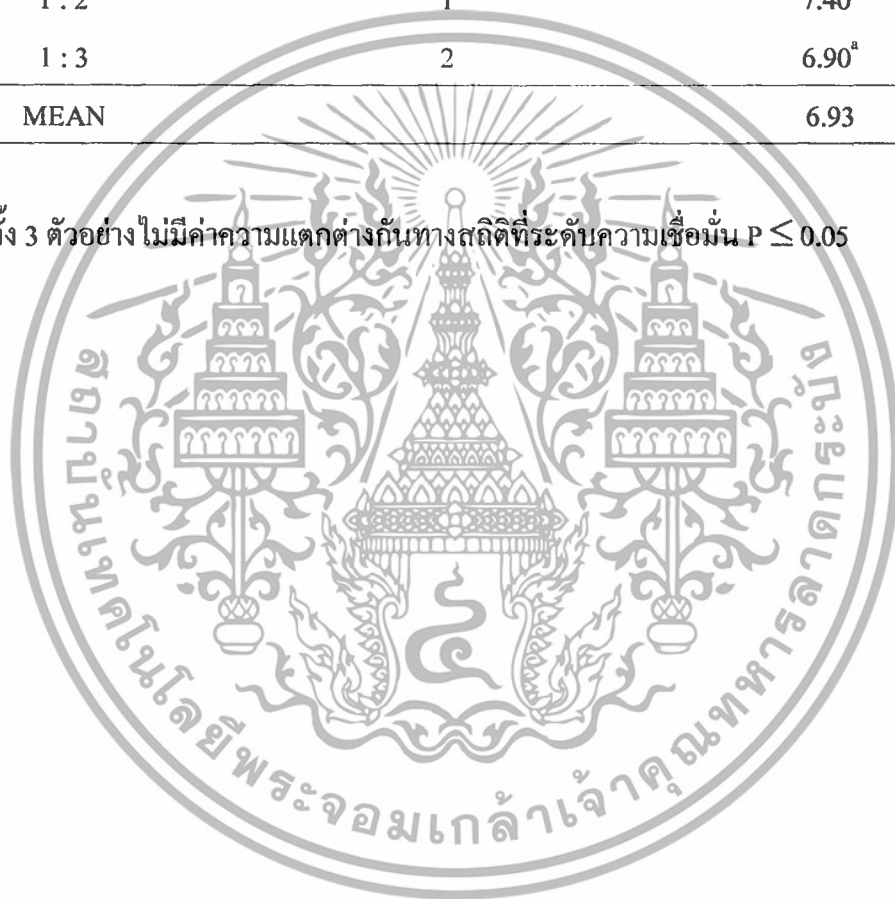 1 : 2 1 7.40
1 : 3 2 6.90ᵃ
MEAN 6.93
3 ตัวอย่างไม่มีค่าความแตกต่างกันทางสถิติที่ระดับความเชื่อมั่น P ≤ 0.05
สถาบันเทคโนโลยีพระจอมเกล้าเจ้าคุณทหารลาดกระบัง
๔